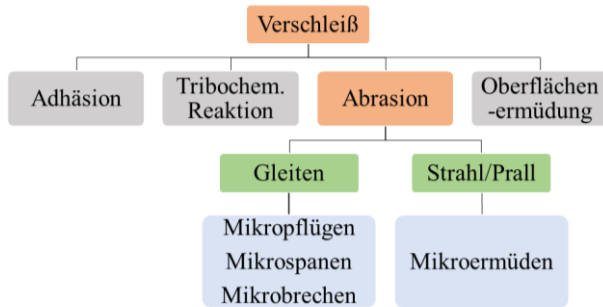 Verschleiß
Adhäsion
Tribochem.
Reaktion
Abrasion
Oberflächen
-ermüdung
Gleiten
Strahl/Prall
Mikropflügen
Mikrospanen
Mikrobrechen
Mikroermüden